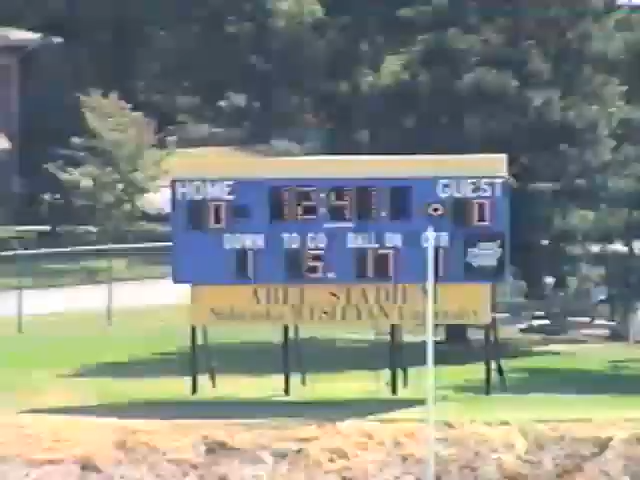 HOME 12:41 GUEST
0 0
DOWN TO GO BALL ON QTR
1 5 17 1
ABEL STADIUM
Nebraska WESLEYAN University